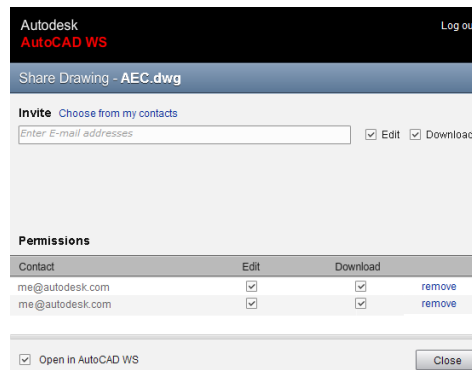 Autodesk
Log ou
AutoCAD WS
Share Drawing - AEC.dwg
Invite Choose from my contacts
Enter E-mail addresses
Edit Download
Permissions
Contact Edit Download
me@autodesk.com remove
me@autodesk.com remove
Open in AutoCAD WS Close